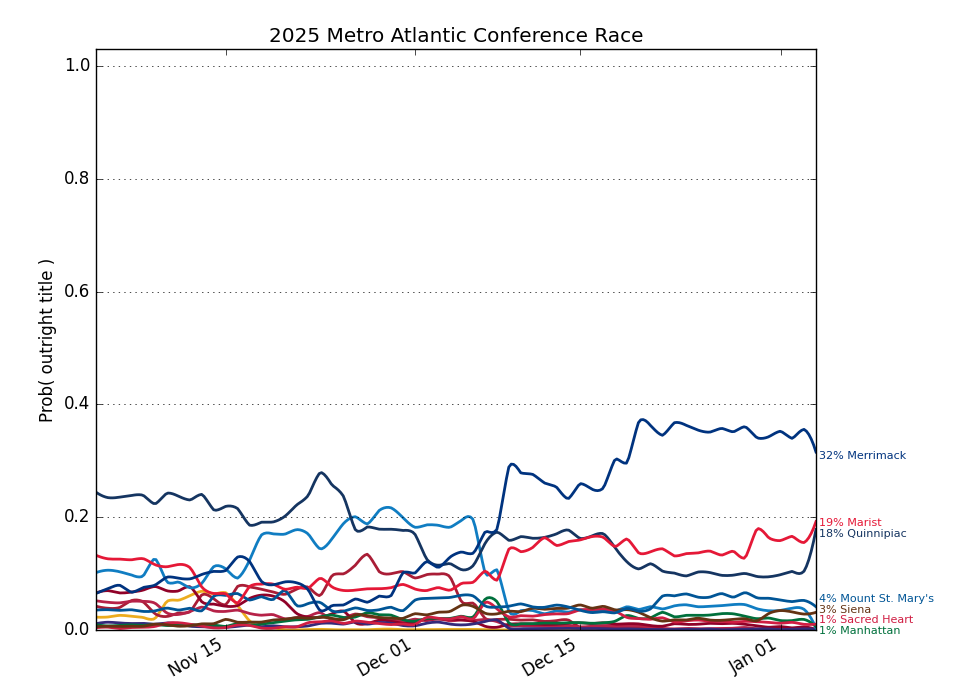 2025 Metro Atlantic Conference Race
1.0
0.8
0.6
0.4
0.2
0.0
Prob( outright title )
32% Merrimack
19% Marist
18% Quinnipiac
4% Mount St. Mary's
3% Siena
1% Sacred Heart
1% Manhattan
Nov 15
Dec 01
Dec 15
Jan 01